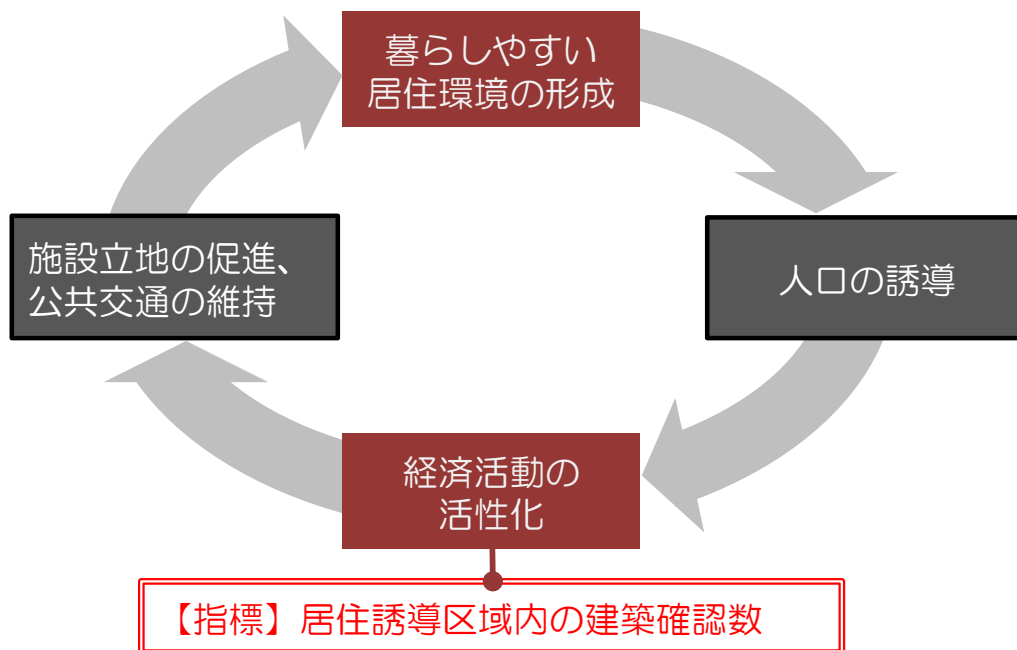 暮らしやすい
居住環境の形成
施設立地の促進、
公共交通の維持
人口の誘導
経済活動の
活性化
【指標】居住誘導区域内の建築確認数